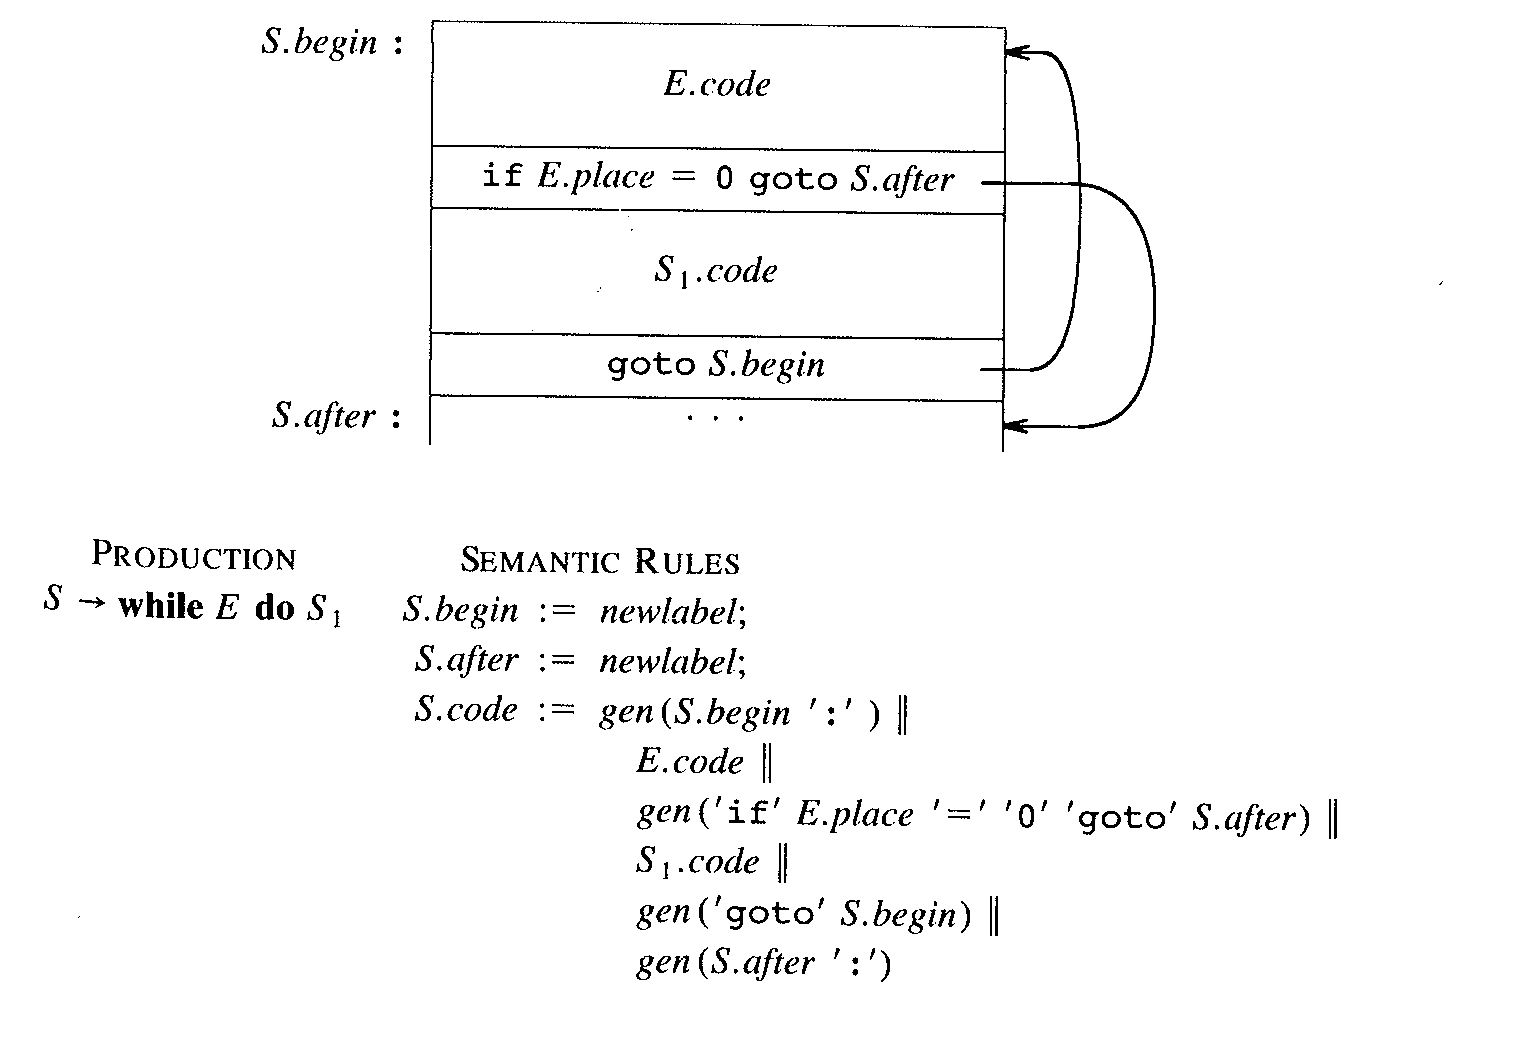 S.begin :
E.code
if E.place = 0 goto S.after
S₁.code
goto S.begin
S.after :
. . .
PRODUCTION
SEMANTIC RULES
S → while E do S₁
S.begin := newlabel;
S.after := newlabel;
S.code := gen(S.begin ':' ) ||
E.code ||
gen('if' E.place '=' '0' 'goto' S.after) ||
S₁.code ||
gen('goto' S.begin) ||
gen(S.after ':')